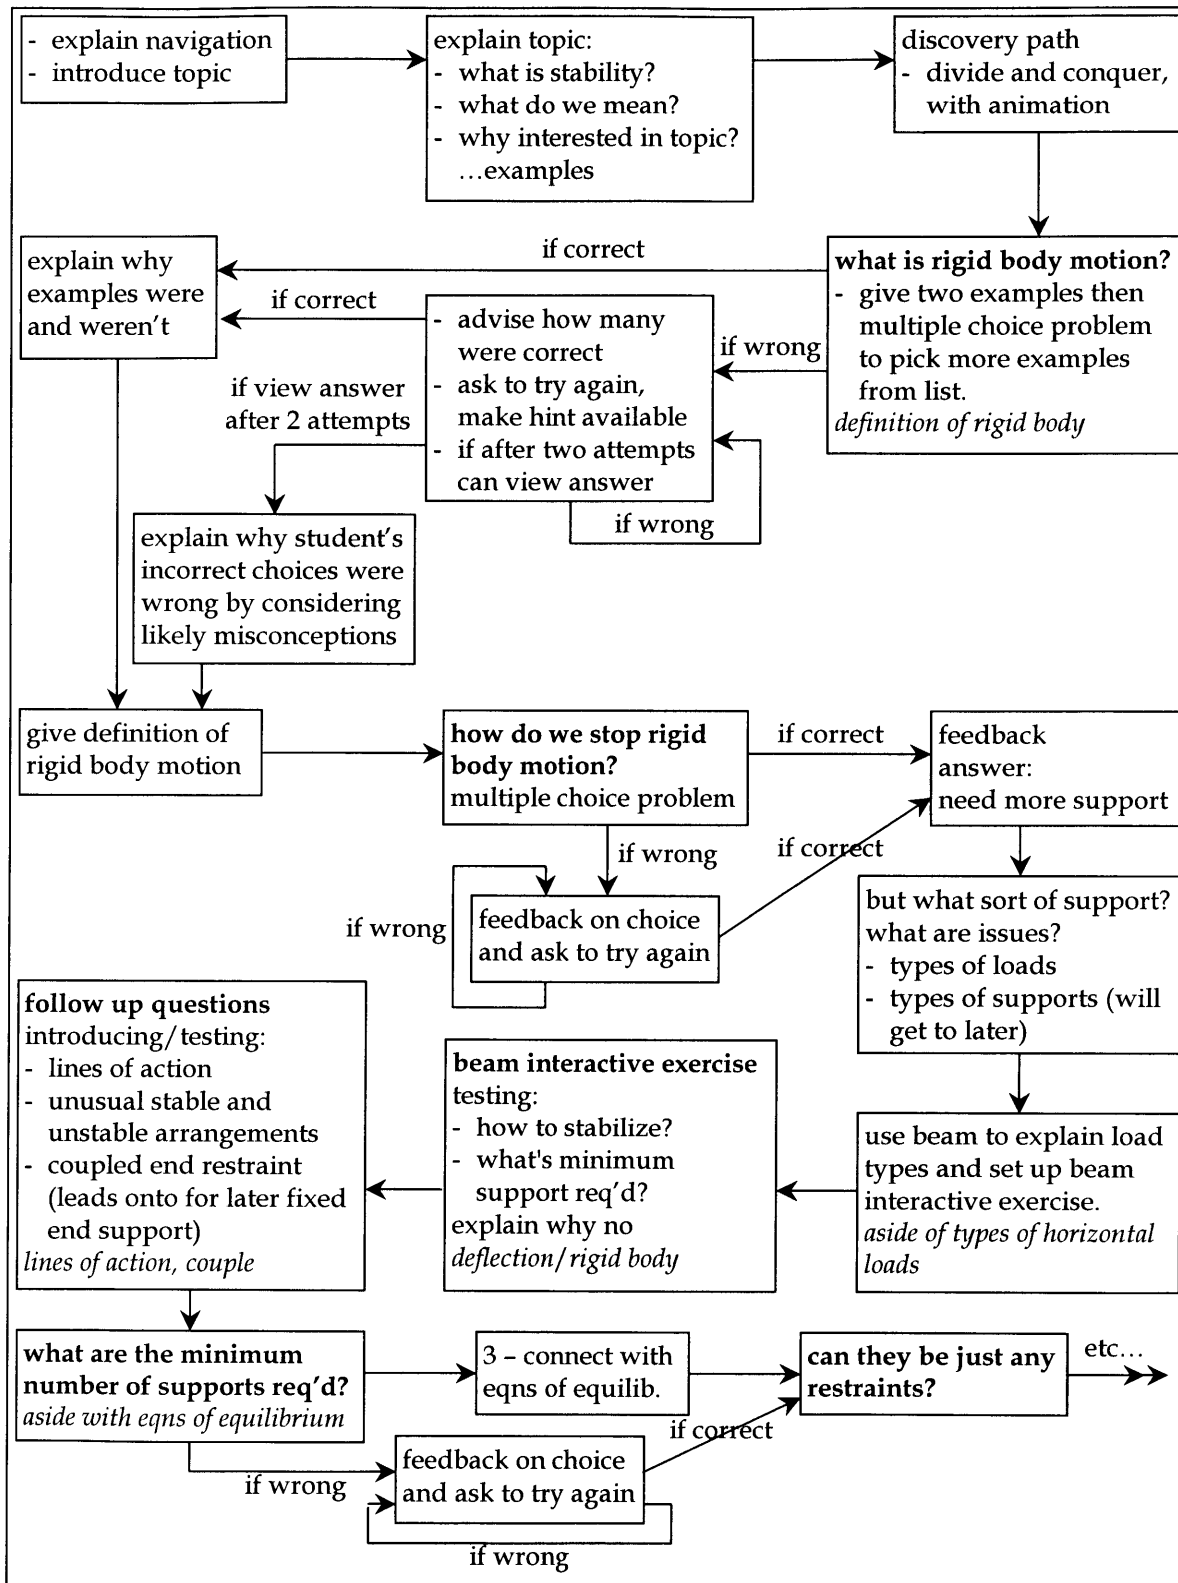 - explain navigation
- introduce topic
explain topic:
- what is stability?
- what do we mean?
- why interested in topic?
...examples
discovery path
- divide and conquer,
with animation
explain why
examples were
and weren't
if correct
if correct
- advise how many
were correct
- ask to try again,
make hint available
- if after two attempts
can view answer
if wrong
what is rigid body motion?
- give two examples then
multiple choice problem
to pick more examples
from list.
definition of rigid body
if view answer
after 2 attempts
if wrong
explain why student's
incorrect choices were
wrong by considering
likely misconceptions
give definition of
rigid body motion
how do we stop rigid
body motion?
multiple choice problem
if correct
feedback
answer:
need more support
if wrong
if correct
if wrong
feedback on choice
and ask to try again
but what sort of support?
what are issues?
- types of loads
- types of supports (will
get to later)
follow up questions
introducing/testing:
- lines of action
- unusual stable and
unstable arrangements
- coupled end restraint
(leads onto for later fixed
end support)
lines of action, couple
beam interactive exercise
testing:
- how to stabilize?
- what's minimum
support req'd?
explain why no
deflection/rigid body
use beam to explain load
types and set up beam
interactive exercise.
aside of types of horizontal
loads
what are the minimum
number of supports req'd?
aside with eqns of equilibrium
3 – connect with
eqns of equilib.
can they be just any
restraints?
etc...
if correct
if wrong
feedback on choice
and ask to try again
if wrong